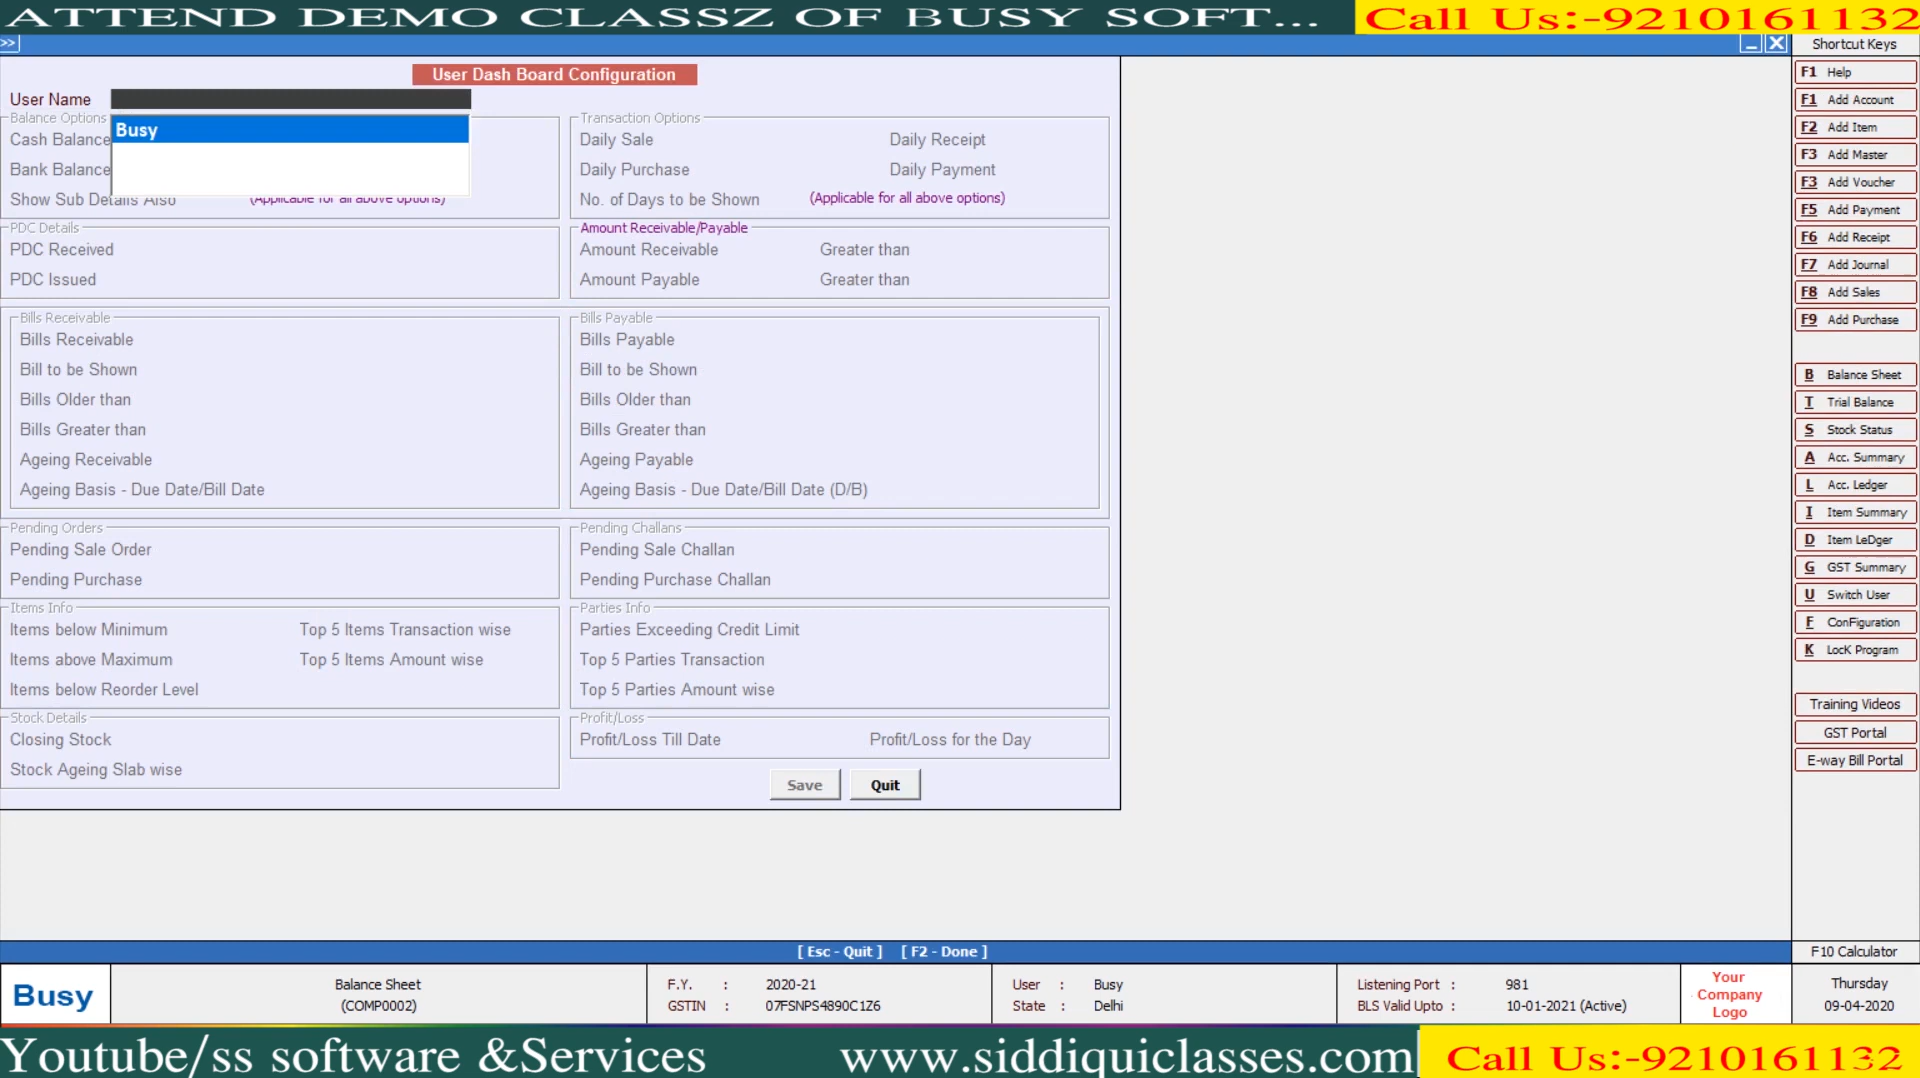 ATTEND DEMO CLASSZ OF BUSY SOFT...
Call Us:-9210161132
>>
Shortcut Keys
User Dash Board Configuration
User Name
Busy
Balance Options
Cash Balance
Bank Balance
Show Sub Details Also (Applicable for all above options)
Transaction Options
Daily Sale Daily Receipt
Daily Purchase Daily Payment
No. of Days to be Shown (Applicable for all above options)
PDC Details
PDC Received
PDC Issued
Amount Receivable/Payable
Amount Receivable Greater than
Amount Payable Greater than
Bills Receivable
Bills Receivable
Bill to be Shown
Bills Older than
Bills Greater than
Ageing Receivable
Ageing Basis - Due Date/Bill Date
Bills Payable
Bills Payable
Bill to be Shown
Bills Older than
Bills Greater than
Ageing Payable
Ageing Basis - Due Date/Bill Date (D/B)
Pending Orders
Pending Sale Order
Pending Purchase
Pending Challans
Pending Sale Challan
Pending Purchase Challan
Items Info
Items below Minimum Top 5 Items Transaction wise
Items above Maximum Top 5 Items Amount wise
Items below Reorder Level
Parties Info
Parties Exceeding Credit Limit
Top 5 Parties Transaction
Top 5 Parties Amount wise
Stock Details
Closing Stock
Stock Ageing Slab wise
Profit/Loss
Profit/Loss Till Date Profit/Loss for the Day
Save Quit
F1 Help
F1 Add Account
F2 Add Item
F3 Add Master
F3 Add Voucher
F5 Add Payment
F6 Add Receipt
F7 Add Journal
F8 Add Sales
F9 Add Purchase
B Balance Sheet
T Trial Balance
S Stock Status
A Acc. Summary
L Acc. Ledger
I Item Summary
D Item LeDger
G GST Summary
U Switch User
F ConFiguration
K LocK Program
Training Videos
GST Portal
E-way Bill Portal
[ Esc - Quit ] [ F2 - Done ]
F10 Calculator
Busy
Balance Sheet
(COMP0002)
F.Y. : 2020-21
GSTIN : 07FSNPS4890C1Z6
User : Busy
State : Delhi
Listening Port : 981
BLS Valid Upto : 10-01-2021 (Active)
Your
Company
Logo
Thursday
09-04-2020
Youtube/ss software &Services
www.siddiquiclasses.com
Call Us:-9210161132